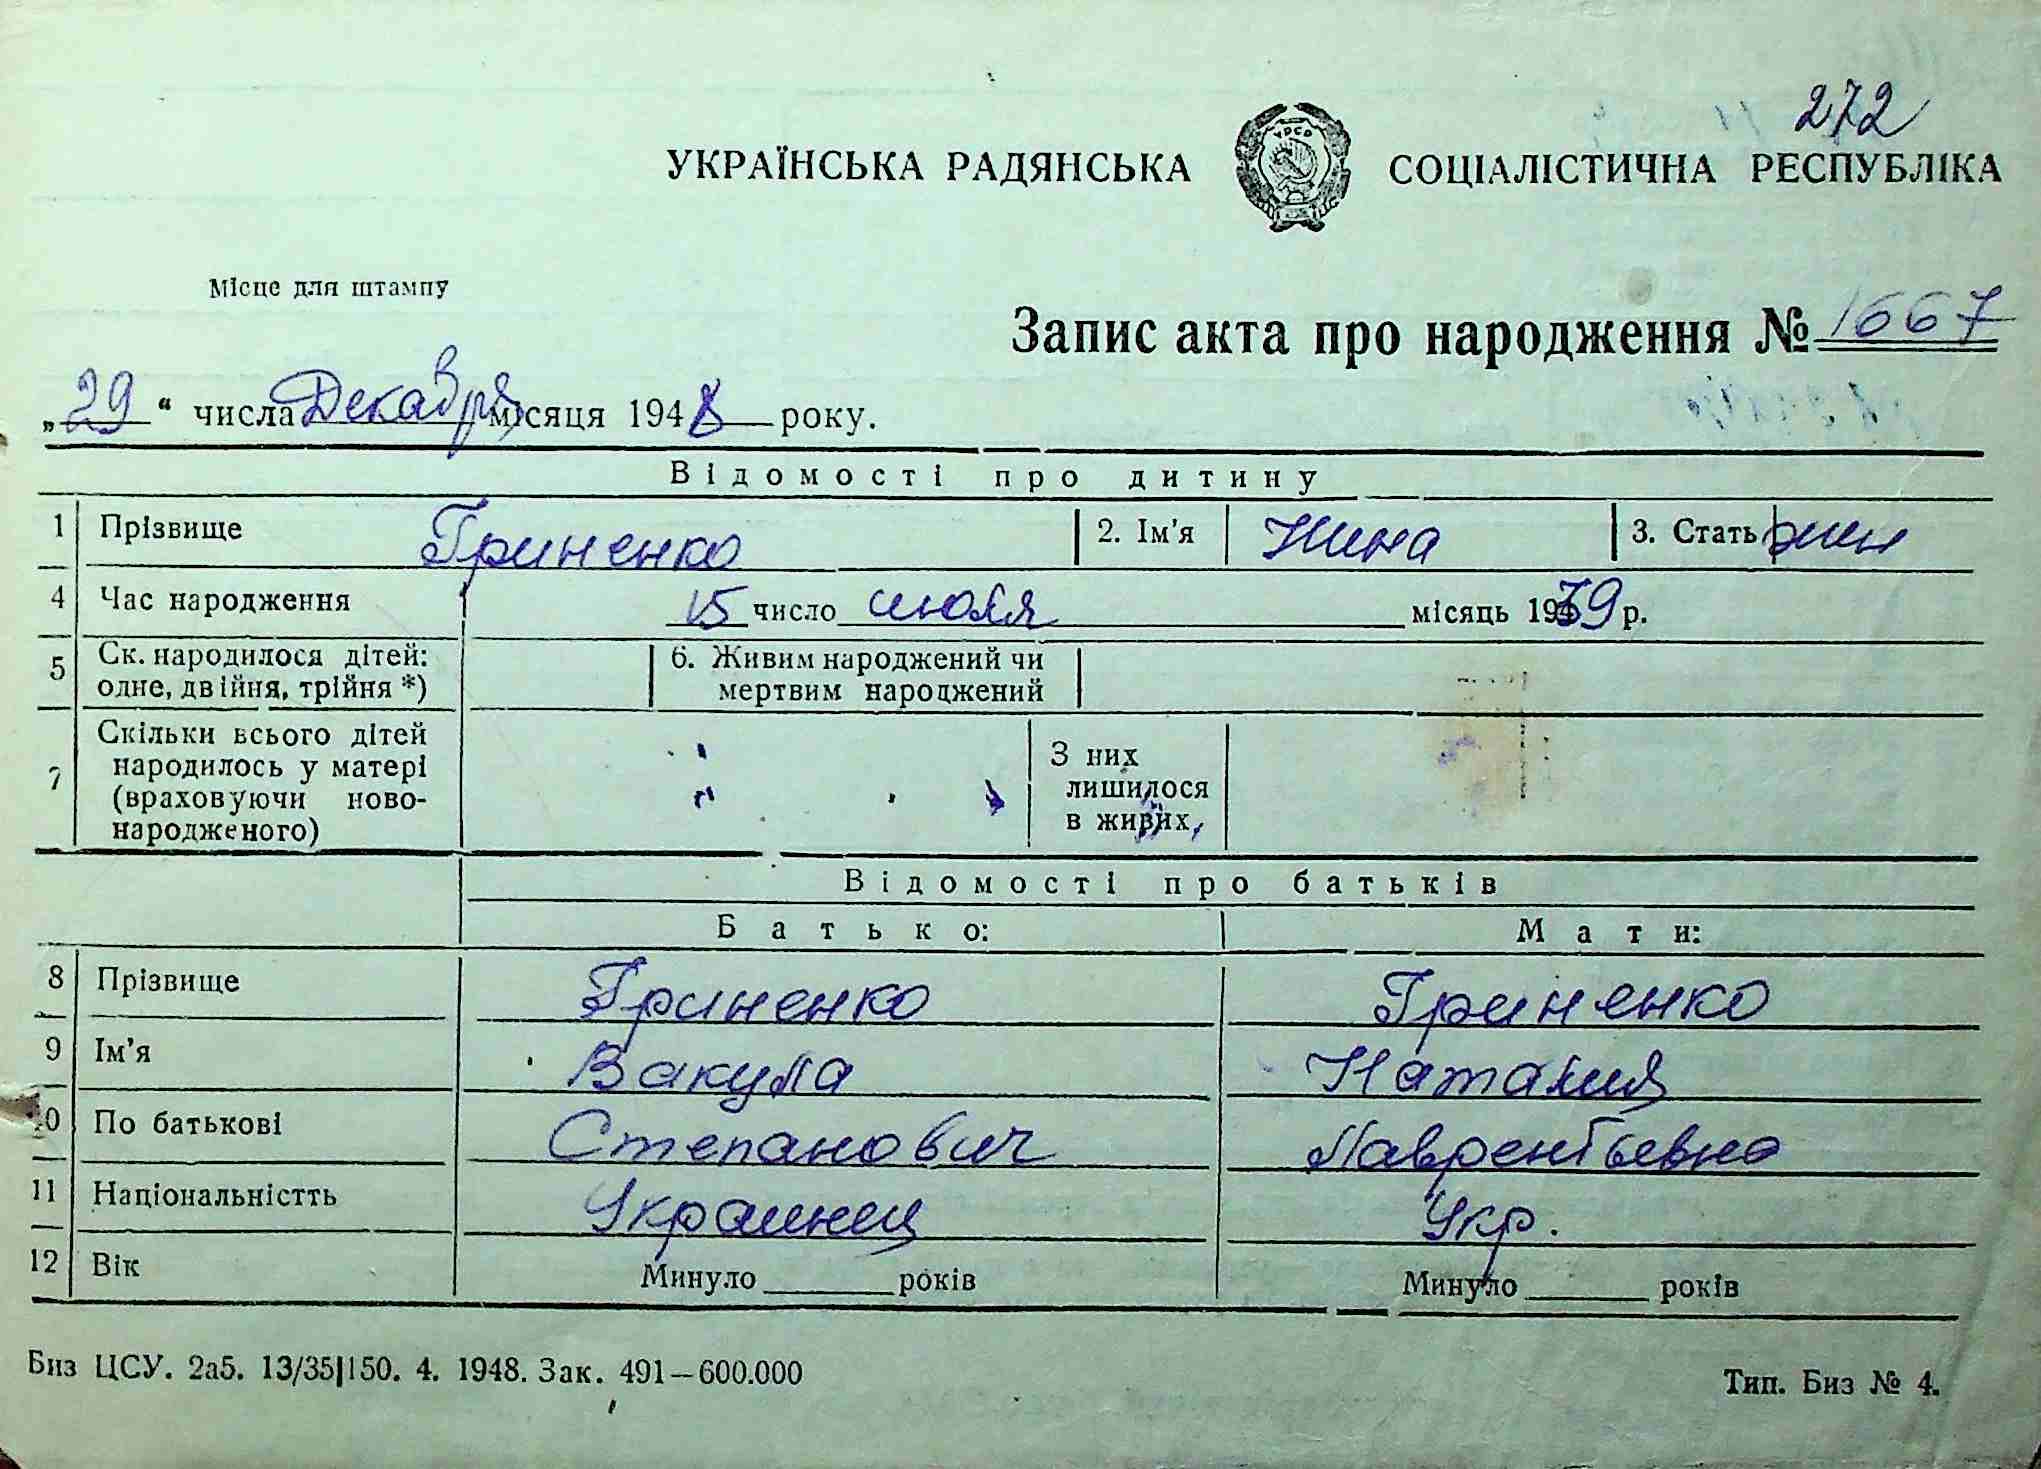 272
УКРАЇНСЬКА РАДЯНСЬКА СОЦІАЛІСТИЧНА РЕСПУБЛІКА
УРСР
Місце для штампу
Запис акта про народження № 1667
„29“ числа Декабря місяця 1948 року.
Відомості про дитину
1 Прізвище Гриненко 2. Ім'я Нина 3. Стать жен
4 Час народження 15 число июля місяць 1939 р.
5 Ск. народилося дітей: одне, двійня, трійня *) 6. Живим народжений чи мертвим народжений
7 Скільки всього дітей народилось у матері (враховуючи ново-народженого) З них лишилося в живих,
Відомості про батьків
Батько: Мати:
8 Прізвище Гриненко Гриненко
9 Ім'я Вакула Наталия
10 По батькові Степанович Лаврентьевна
11 Національністть Украинец Укр.
12 Вік Минуло ______ років Минуло ______ років
Биз ЦСУ. 2а5. 13/35|150. 4. 1948. Зак. 491—600.000 Тип. Биз № 4.